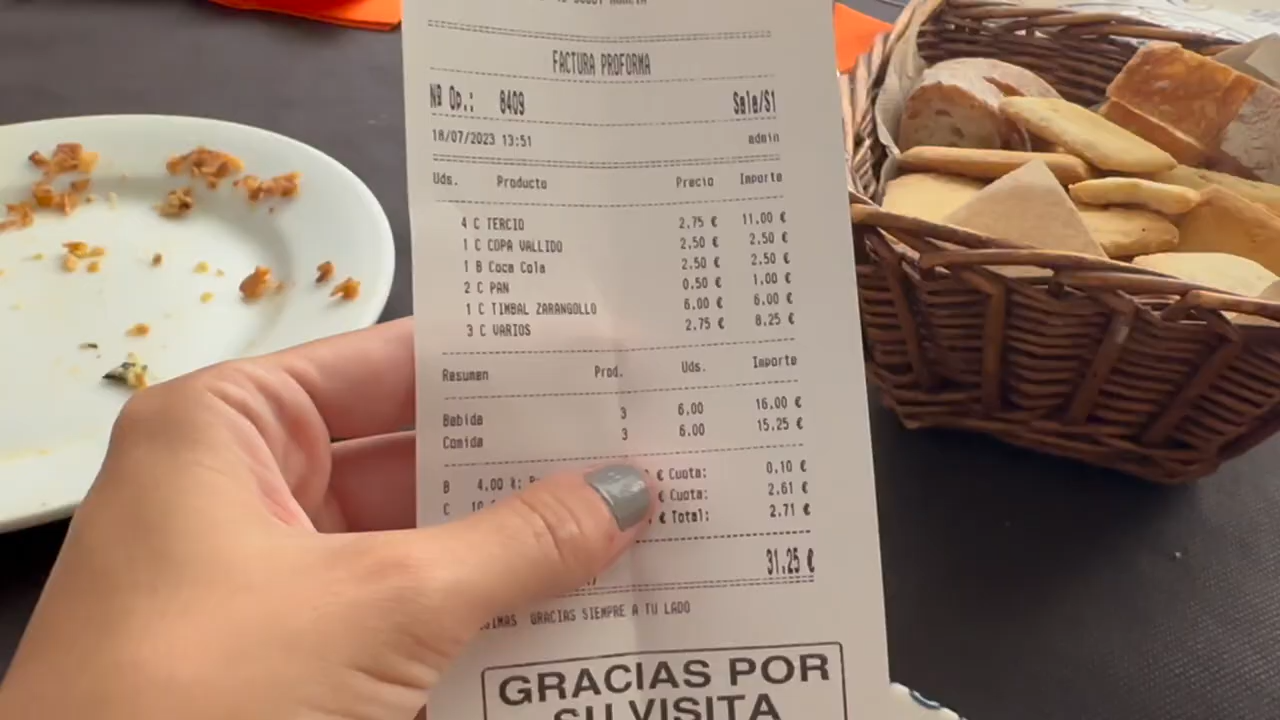 FACTURA PROFORMA
Nª Op.: 8409 Sala/S1
18/07/2023 13:51 admin
Uds. Producto Precio Importe
4 C TERCIO 2,75 € 11,00 €
1 C COPA VALLIDO 2,50 € 2,50 €
1 B Coca Cola 2,50 € 2,50 €
2 C PAN 0,50 € 1,00 €
1 C TIMBAL ZARANGOLLO 6,00 € 6,00 €
3 C VARIOS 2,75 € 8,25 €
Resumen Prod. Uds. Importe
Bebida 3 6,00 16,00 €
Comida 3 6,00 15,25 €
B 4,00 %: € Cuota: 0,10 €
C € Cuota: 2,61 €
€ Total: 2,71 €
31,25 €
GRACIAS SIEMPRE A TU LADO
GRACIAS POR
SU VISITA